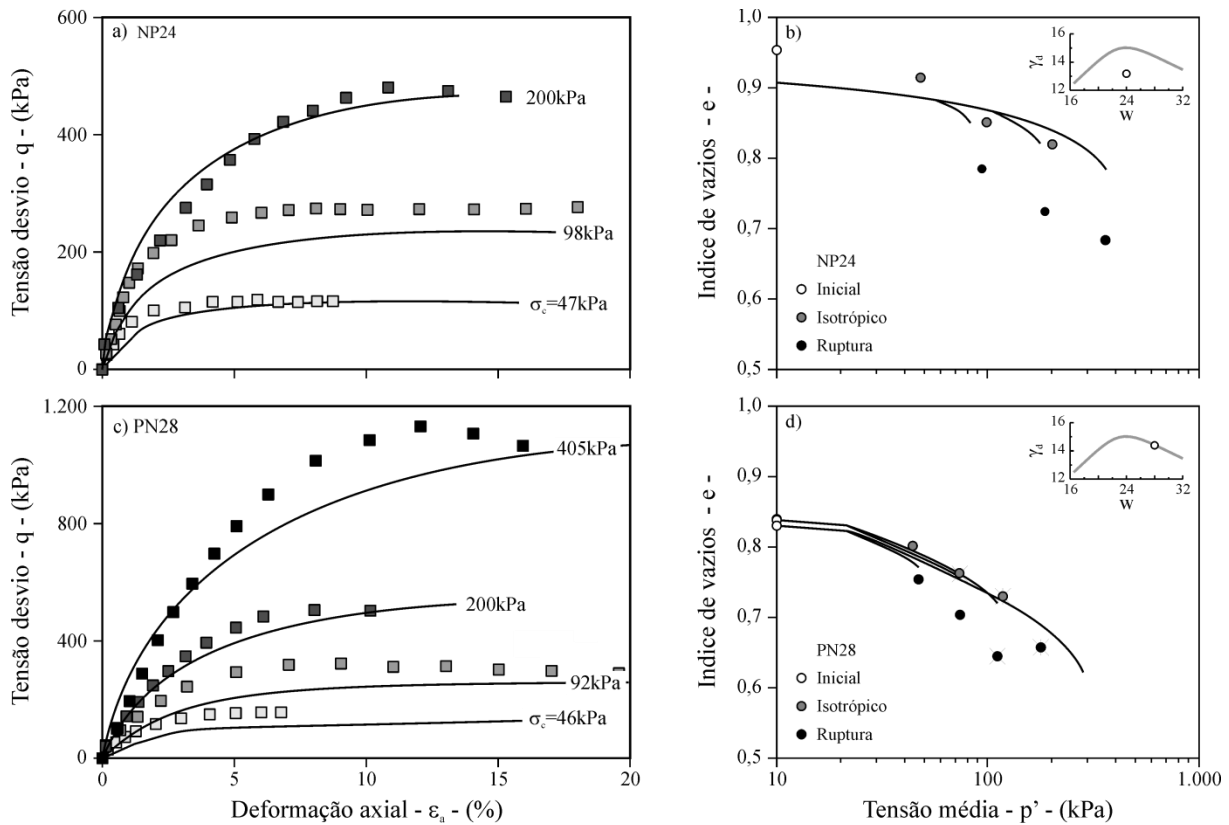 a) NP24
Tensão desvio - q - (kPa)
600
400
200
0
200kPa
98kPa
σc=47kPa
0
5
10
15
20
b)
Indice de vazios - e -
1,0
0,9
0,8
0,7
0,6
0,5
γd
16
14
12
16
24
32
W
NP24
Inicial
Isotrópico
Ruptura
c) PN28
Tensão desvio - q - (kPa)
1.200
800
400
0
405kPa
200kPa
92kPa
σc=46kPa
0
5
10
15
20
Deformação axial - εa - (%)
d)
Indice de vazios - e -
1,0
0,9
0,8
0,7
0,6
0,5
γd
16
14
12
16
24
32
W
PN28
Inicial
Isotrópico
Ruptura
10
100
1.000
Tensão média - p' - (kPa)